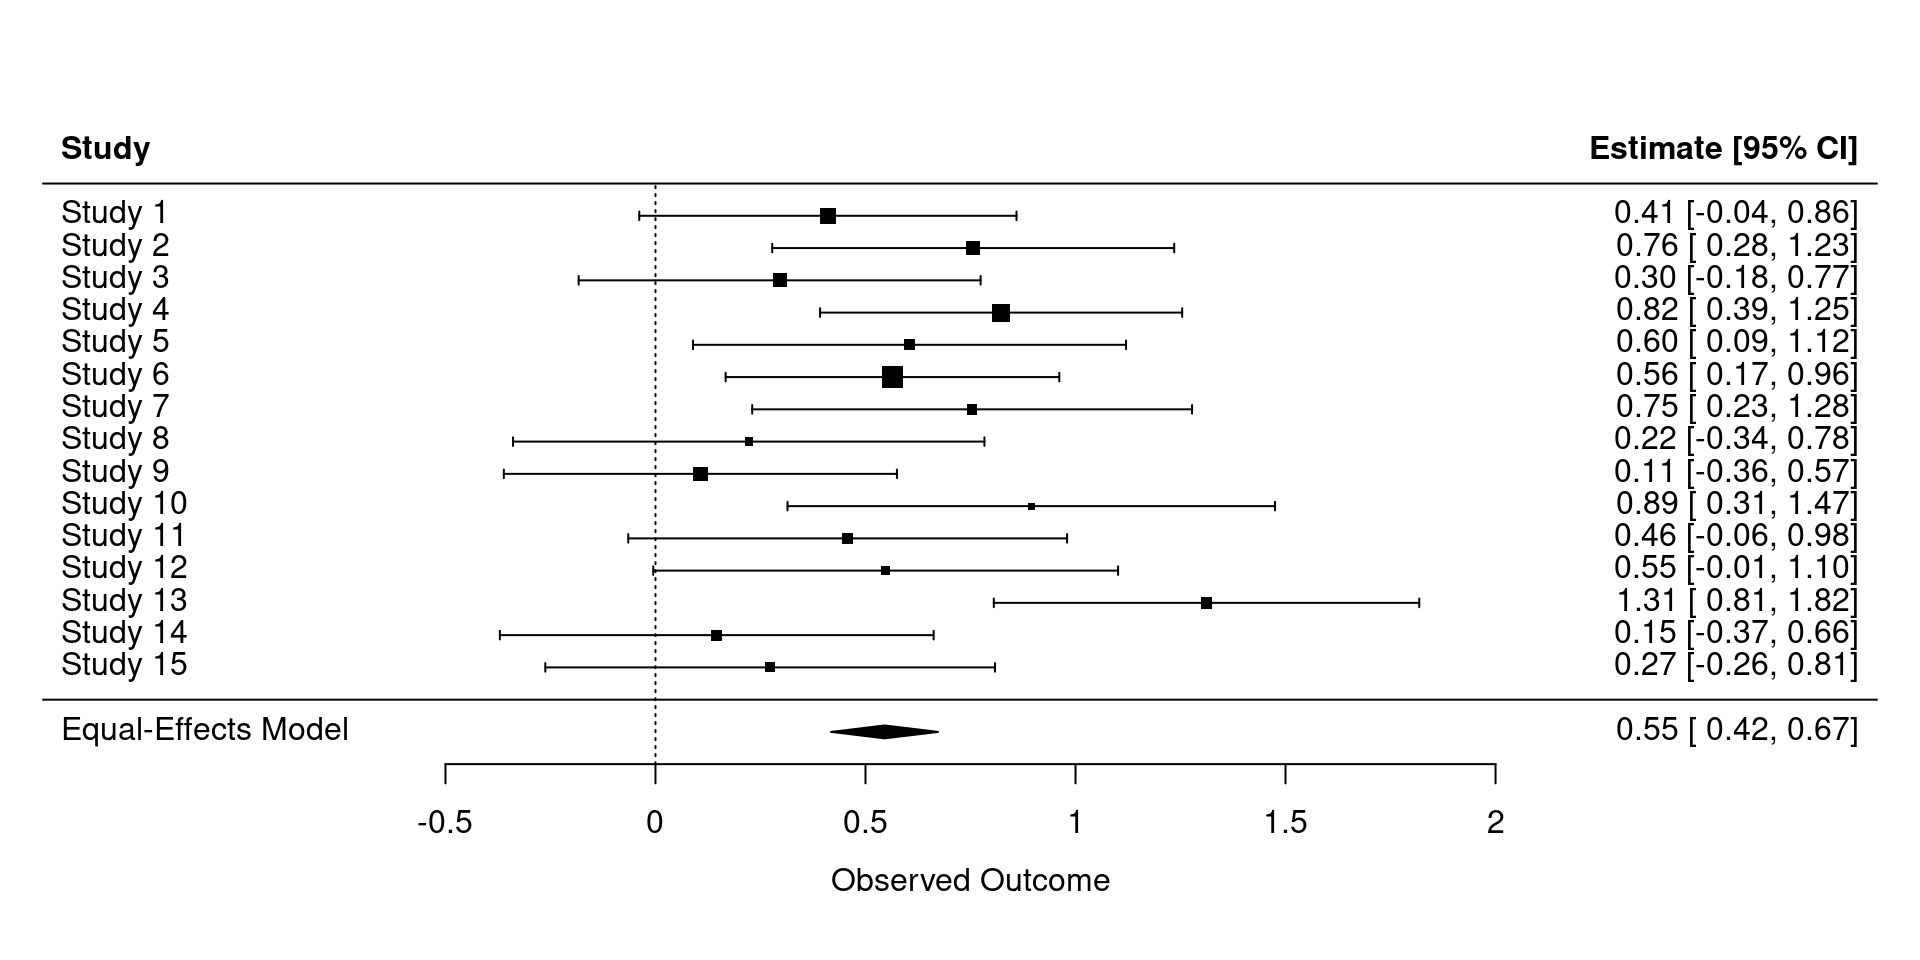 Study Estimate [95% CI]
Study 1 0.41 [-0.04, 0.86]
Study 2 0.76 [ 0.28, 1.23]
Study 3 0.30 [-0.18, 0.77]
Study 4 0.82 [ 0.39, 1.25]
Study 5 0.60 [ 0.09, 1.12]
Study 6 0.56 [ 0.17, 0.96]
Study 7 0.75 [ 0.23, 1.28]
Study 8 0.22 [-0.34, 0.78]
Study 9 0.11 [-0.36, 0.57]
Study 10 0.89 [ 0.31, 1.47]
Study 11 0.46 [-0.06, 0.98]
Study 12 0.55 [-0.01, 1.10]
Study 13 1.31 [ 0.81, 1.82]
Study 14 0.15 [-0.37, 0.66]
Study 15 0.27 [-0.26, 0.81]
Equal-Effects Model 0.55 [ 0.42, 0.67]
-0.5 0 0.5 1 1.5 2
Observed Outcome